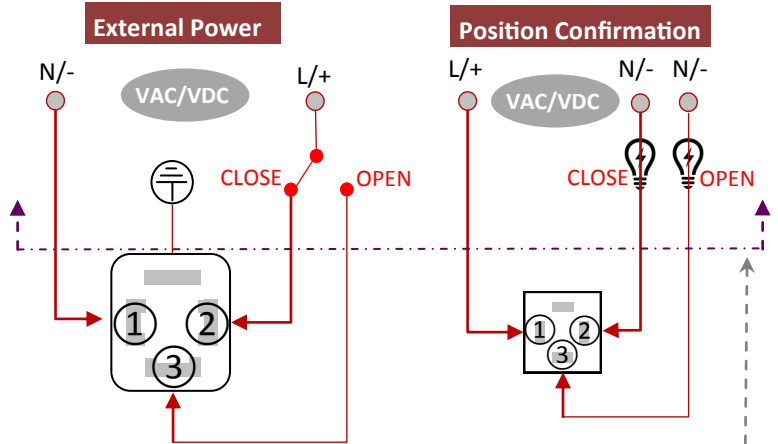 External Power
Position Confirmation
N/-
VAC/VDC
L/+
L/+
VAC/VDC
N/-
N/-
CLOSE
OPEN
CLOSE
OPEN
1
2
3
1
2
3